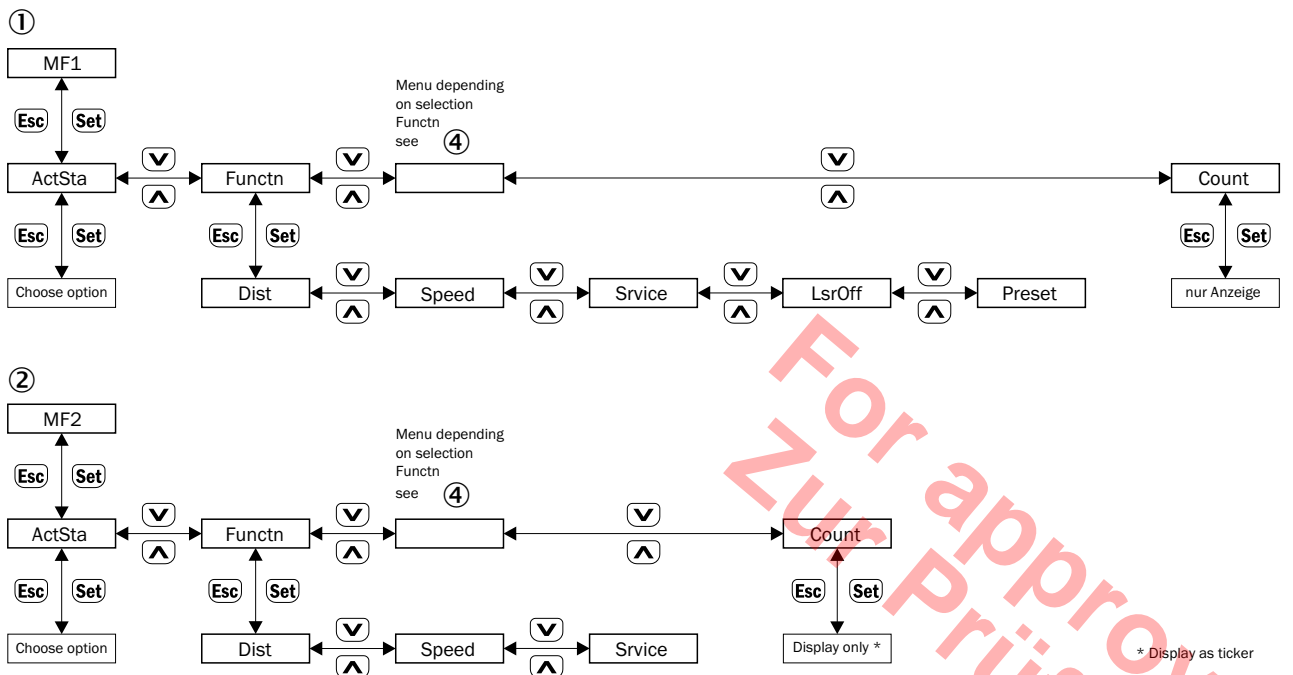 ①
MF1
Menu depending
on selection
Functn
see ④
Esc Set
ActSta Functn Count
Esc Set Esc Set Esc Set
Choose option Dist Speed Srvice LsrOff Preset nur Anzeige
②
MF2
Menu depending
on selection
Functn
see ④
Esc Set
ActSta Functn Count
Esc Set Esc Set Esc Set
Choose option Dist Speed Srvice Display only *
* Display as ticker
For approv
Zur Prü